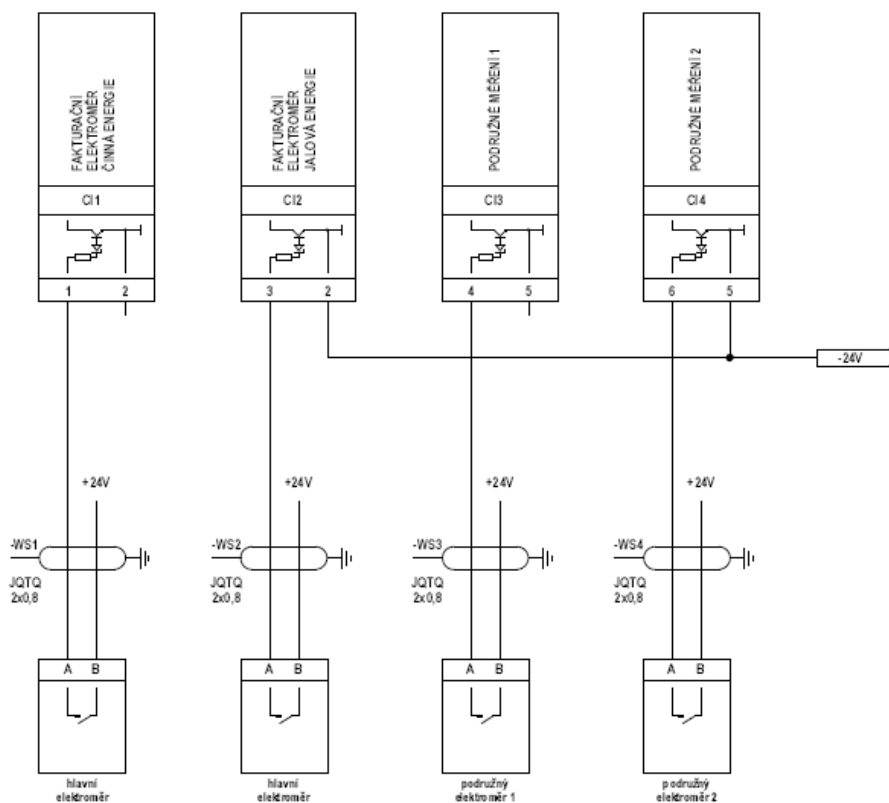 FAKTURAČNÍ
ELEKTROMĚR
ČINNÁ ENERGIE
FAKTURAČNÍ
ELEKTROMĚR
JALOVÁ ENERGIE
PODRUŽNÉ MĚŘENÍ 1
PODRUŽNÉ MĚŘENÍ 2
CI1
CI2
CI3
CI4
1 2
3 2
4 5
6 5
-24V
+24V
+24V
+24V
+24V
-WS1
-WS2
-WS3
-WS4
JQTQ
2x0,8
JQTQ
2x0,8
JQTQ
2x0,8
JQTQ
2x0,8
A B
A B
A B
A B
hlavní
elektroměr
hlavní
elektroměr
podružný
elektroměr 1
podružný
elektroměr 2